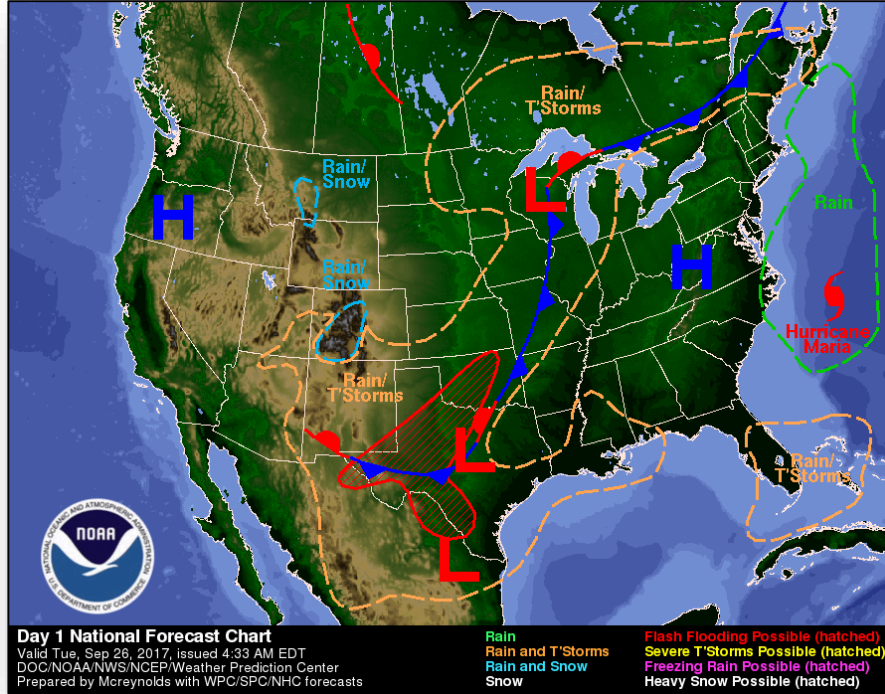 Rain/
T'Storms
Rain/
Snow
L
H
Rain
Rain/
Snow
H
Hurricane
Maria
Rain/
T'Storms
L
Rain/
T'Storms
L
NATIONAL OCEANIC AND ATMOSPHERIC ADMINISTRATION
NOAA
U.S. DEPARTMENT OF COMMERCE
Day 1 National Forecast Chart
Valid Tue, Sep 26, 2017, issued 4:33 AM EDT
DOC/NOAA/NWS/NCEP/Weather Prediction Center
Prepared by Mcreynolds with WPC/SPC/NHC forecasts
Rain
Rain and T'Storms
Rain and Snow
Snow
Flash Flooding Possible (hatched)
Severe T'Storms Possible (hatched)
Freezing Rain Possible (hatched)
Heavy Snow Possible (hatched)